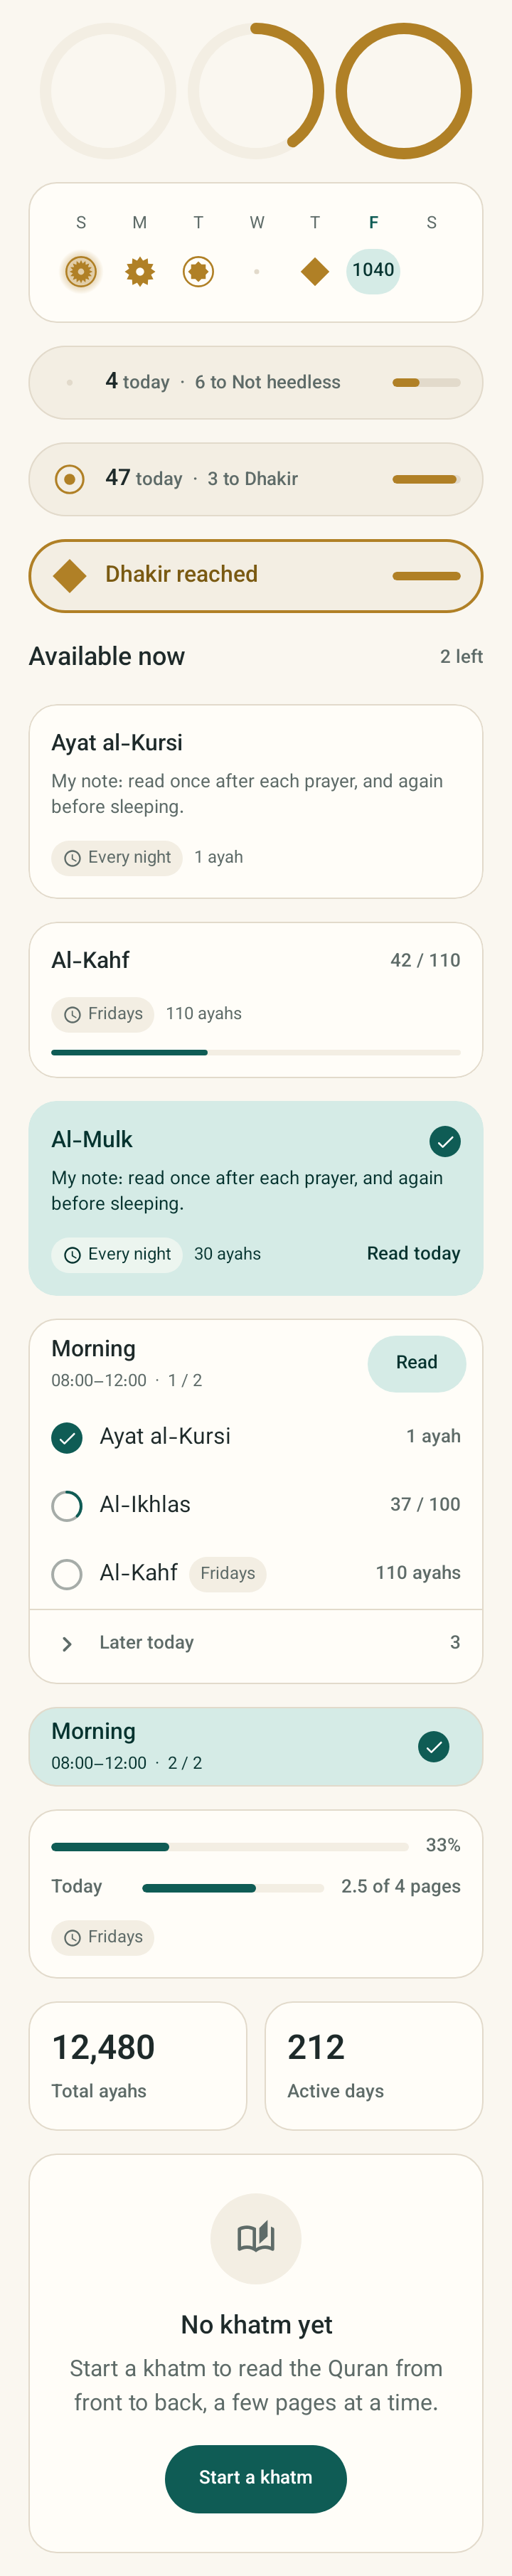 S M T W T F S
1040
4 today · 6 to Not heedless
47 today · 3 to Dhakir
Dhakir reached
Available now 2 left
Ayat al-Kursi
My note: read once after each prayer, and again
before sleeping.
Every night 1 ayah
Al-Kahf 42 / 110
Fridays 110 ayahs
Al-Mulk
My note: read once after each prayer, and again
before sleeping.
Every night 30 ayahs Read today
Morning
08:00–12:00 · 1 / 2
Read
Ayat al-Kursi 1 ayah
Al-Ikhlas 37 / 100
Al-Kahf Fridays 110 ayahs
Later today 3
Morning
08:00–12:00 · 2 / 2
33%
Today 2.5 of 4 pages
Fridays
12,480 212
Total ayahs Active days
No khatm yet
Start a khatm to read the Quran from
front to back, a few pages at a time.
Start a khatm